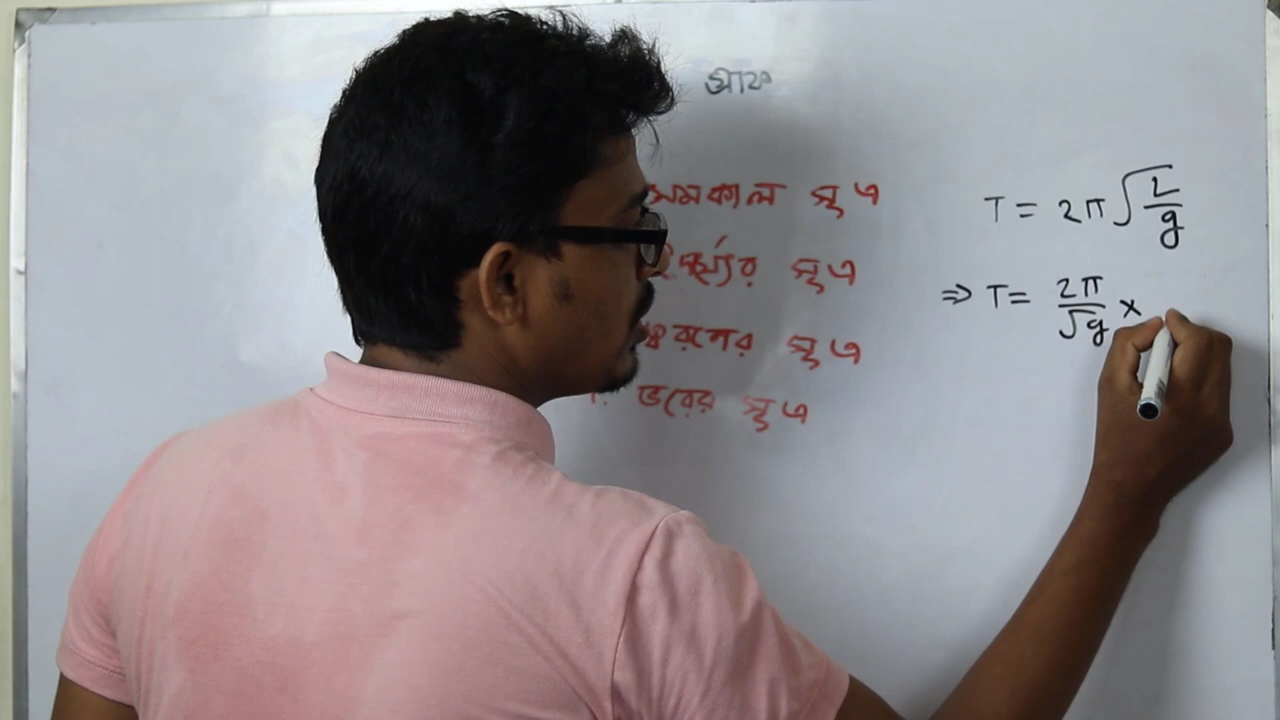 গ্রাফ
সমকাল সূত্র
র্ঘ্যের সূত্র
ত্বরণের সূত্র
ভরের সূত্র
T = 2π√(L/g)
⇒ T = 2π/√g ×